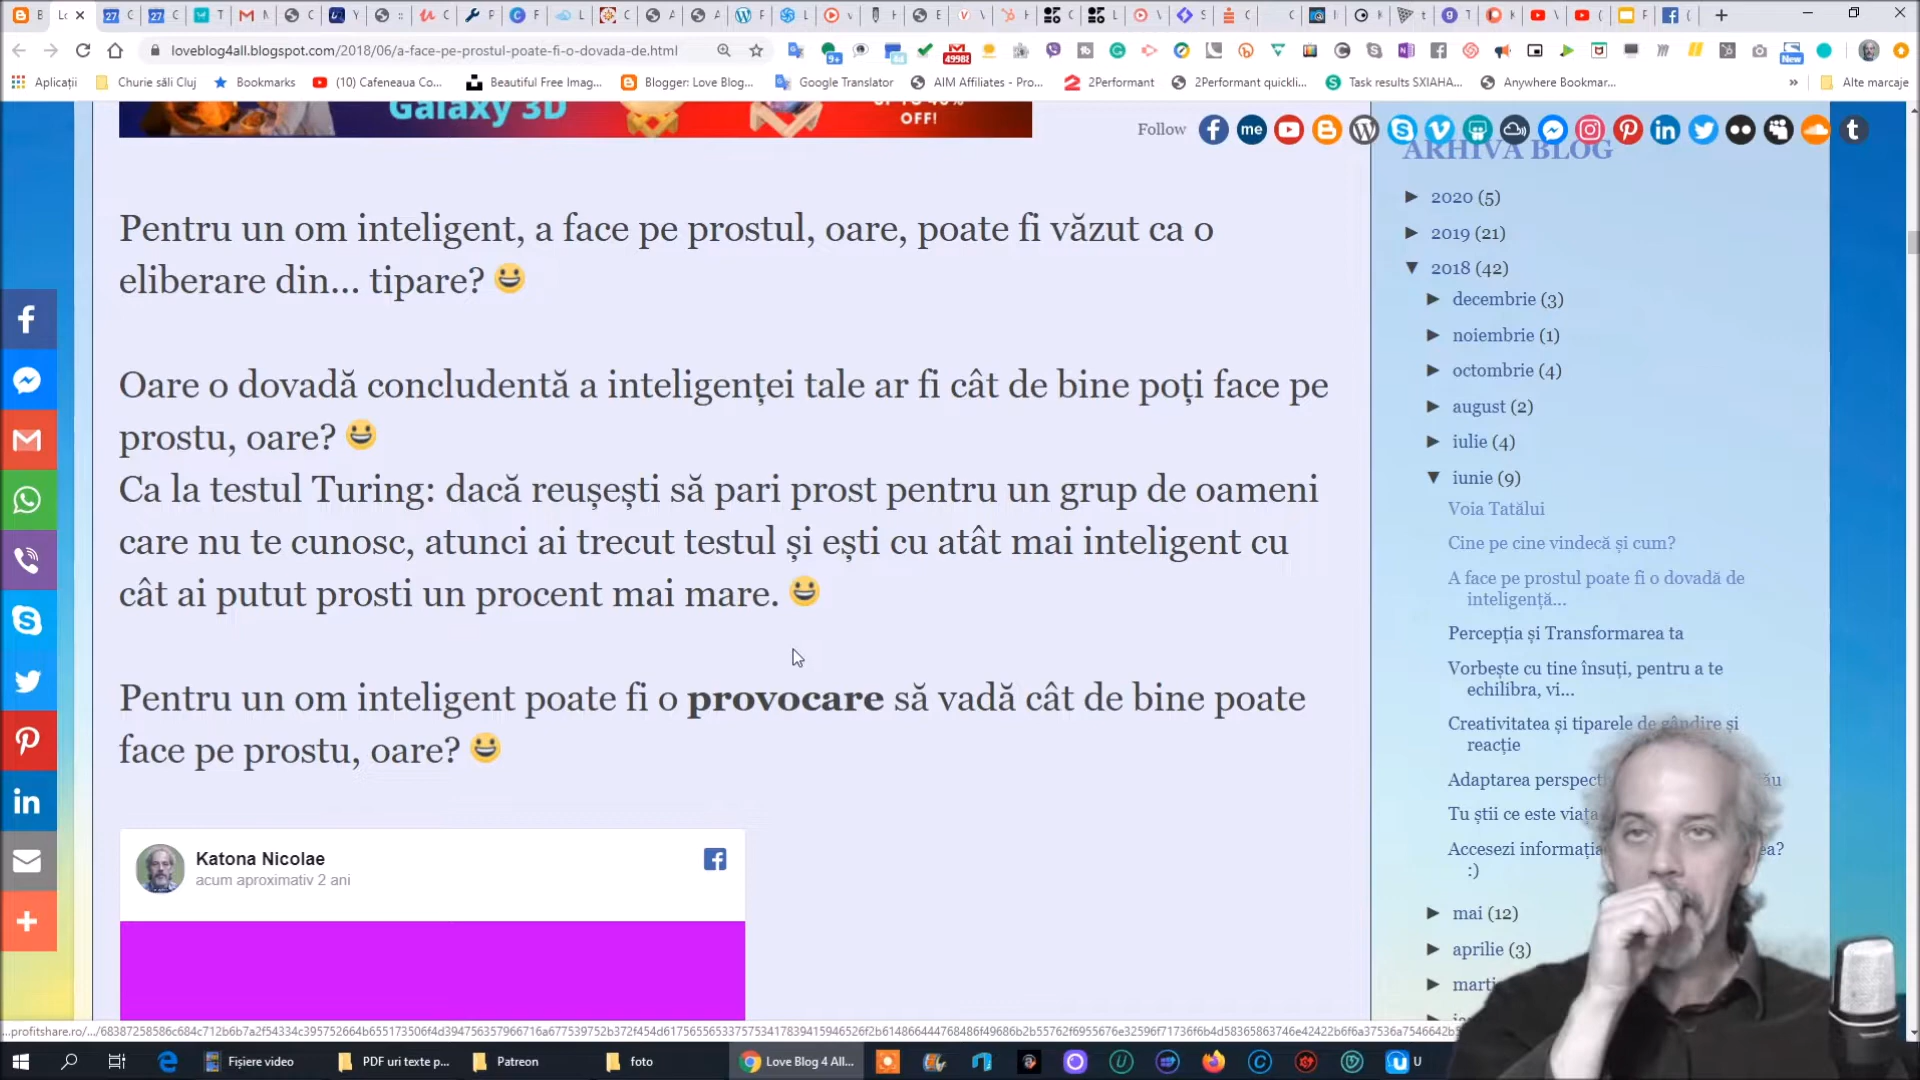 loveblog4all.blogspot.com/2018/06/a-face-pe-prostul-poate-fi-o-dovada-de.html
Aplicații
Churie săli Cluj
Bookmarks
(10) Cafeneaua Co...
Beautiful Free Imag...
Blogger: Love Blog...
Google Translator
AIM Affiliates - Pro...
2Performant
2Performant quickli...
Task results SXIAHA...
Anywhere Bookmar...
»
Alte marcaje
Galaxy 3D
OFF!
Follow
ARHIVA BLOG
Pentru un om inteligent, a face pe prostul, oare, poate fi văzut ca o
eliberare din... tipare? 😀
Oare o dovadă concludentă a inteligenței tale ar fi cât de bine poți face pe
prostu, oare? 😀
Ca la testul Turing: dacă reușești să pari prost pentru un grup de oameni
care nu te cunosc, atunci ai trecut testul și ești cu atât mai inteligent cu
cât ai putut prosti un procent mai mare. 😀
Pentru un om inteligent poate fi o provocare să vadă cât de bine poate
face pe prostu, oare? 😀
Katona Nicolae
acum aproximativ 2 ani
► 2020 (5)
► 2019 (21)
▼ 2018 (42)
► decembrie (3)
► noiembrie (1)
► octombrie (4)
► august (2)
► iulie (4)
▼ iunie (9)
Voia Tatălui
Cine pe cine vindecă și cum?
A face pe prostul poate fi o dovadă de
inteligență...
Percepția și Transformarea ta
Vorbește cu tine însuți, pentru a te
echilibra, vi...
Creativitatea și tiparele de gândire și
reacție
Adaptarea
Tu știi ce este viața
Accesezi
:)
► mai (12)
► aprilie (3)
Fișiere video
PDF uri texte p...
Patreon
foto
Love Blog 4 All...
U